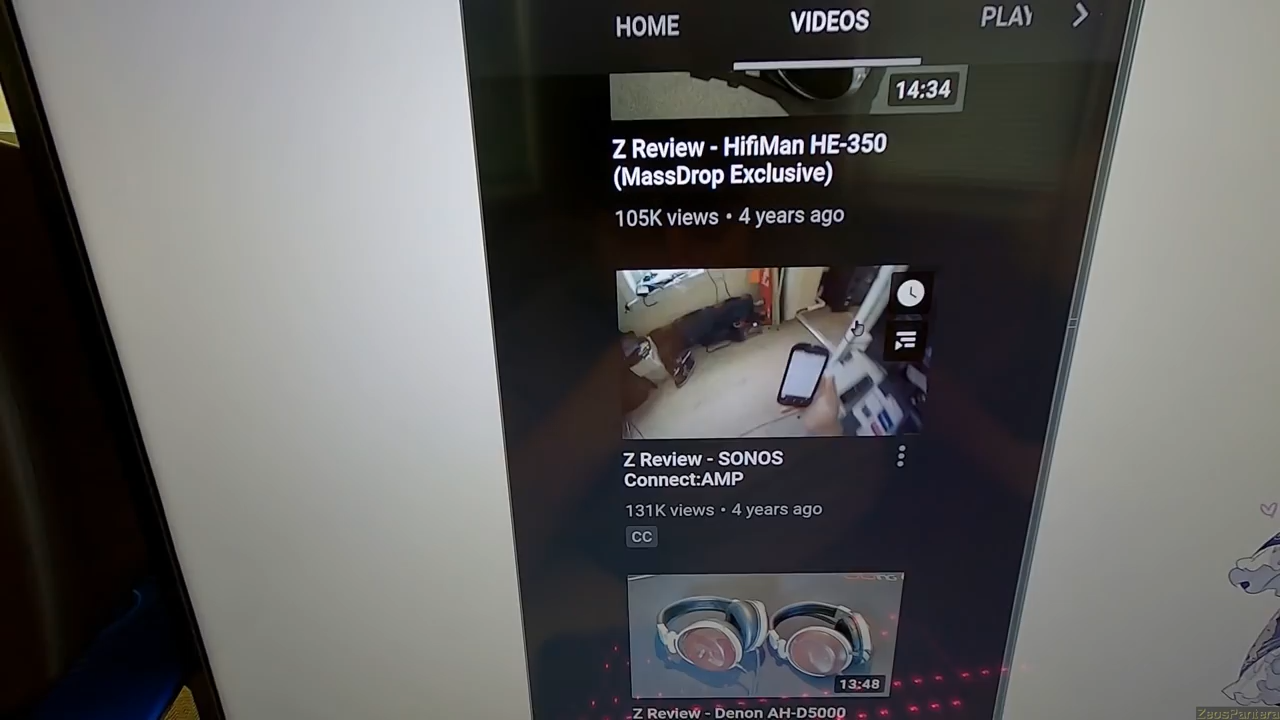 HOME VIDEOS PLAY
14:34
Z Review - HifiMan HE-350
(MassDrop Exclusive)
105K views • 4 years ago
Z Review - SONOS
Connect:AMP
131K views • 4 years ago
CC
13:48
Z Review - Denon AH-D5000
ZeosPantera